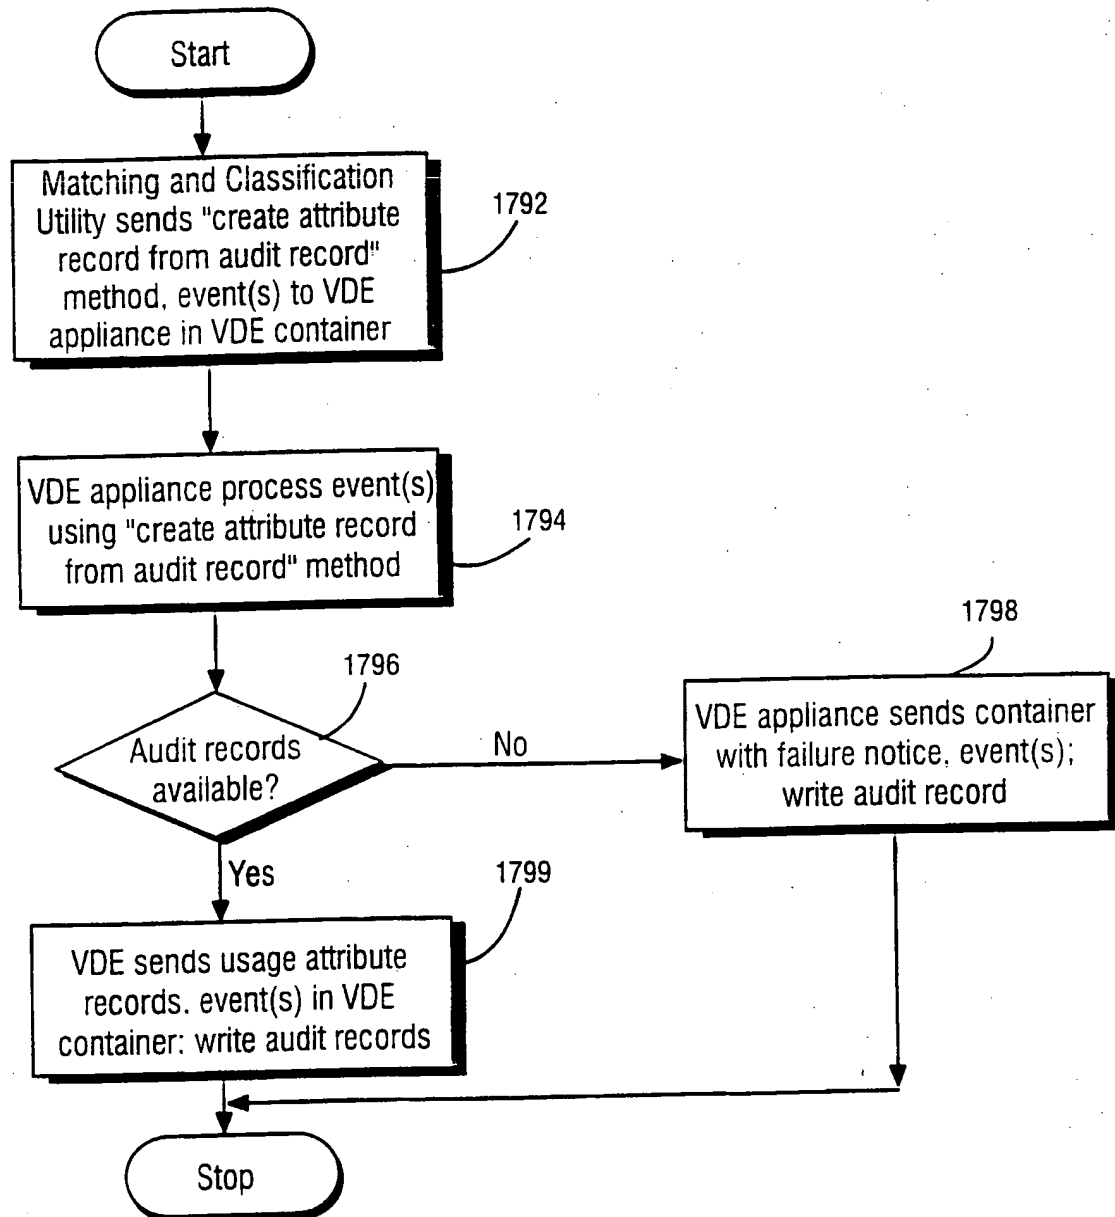 Start
Matching and Classification
Utility sends "create attribute
record from audit record"
method, event(s) to VDE
appliance in VDE container
1792
VDE appliance process event(s)
using "create attribute record
from audit record" method
1794
1796
Audit records
available?
No
1798
VDE appliance sends container
with failure notice, event(s);
write audit record
Yes
1799
VDE sends usage attribute
records. event(s) in VDE
container: write audit records
Stop